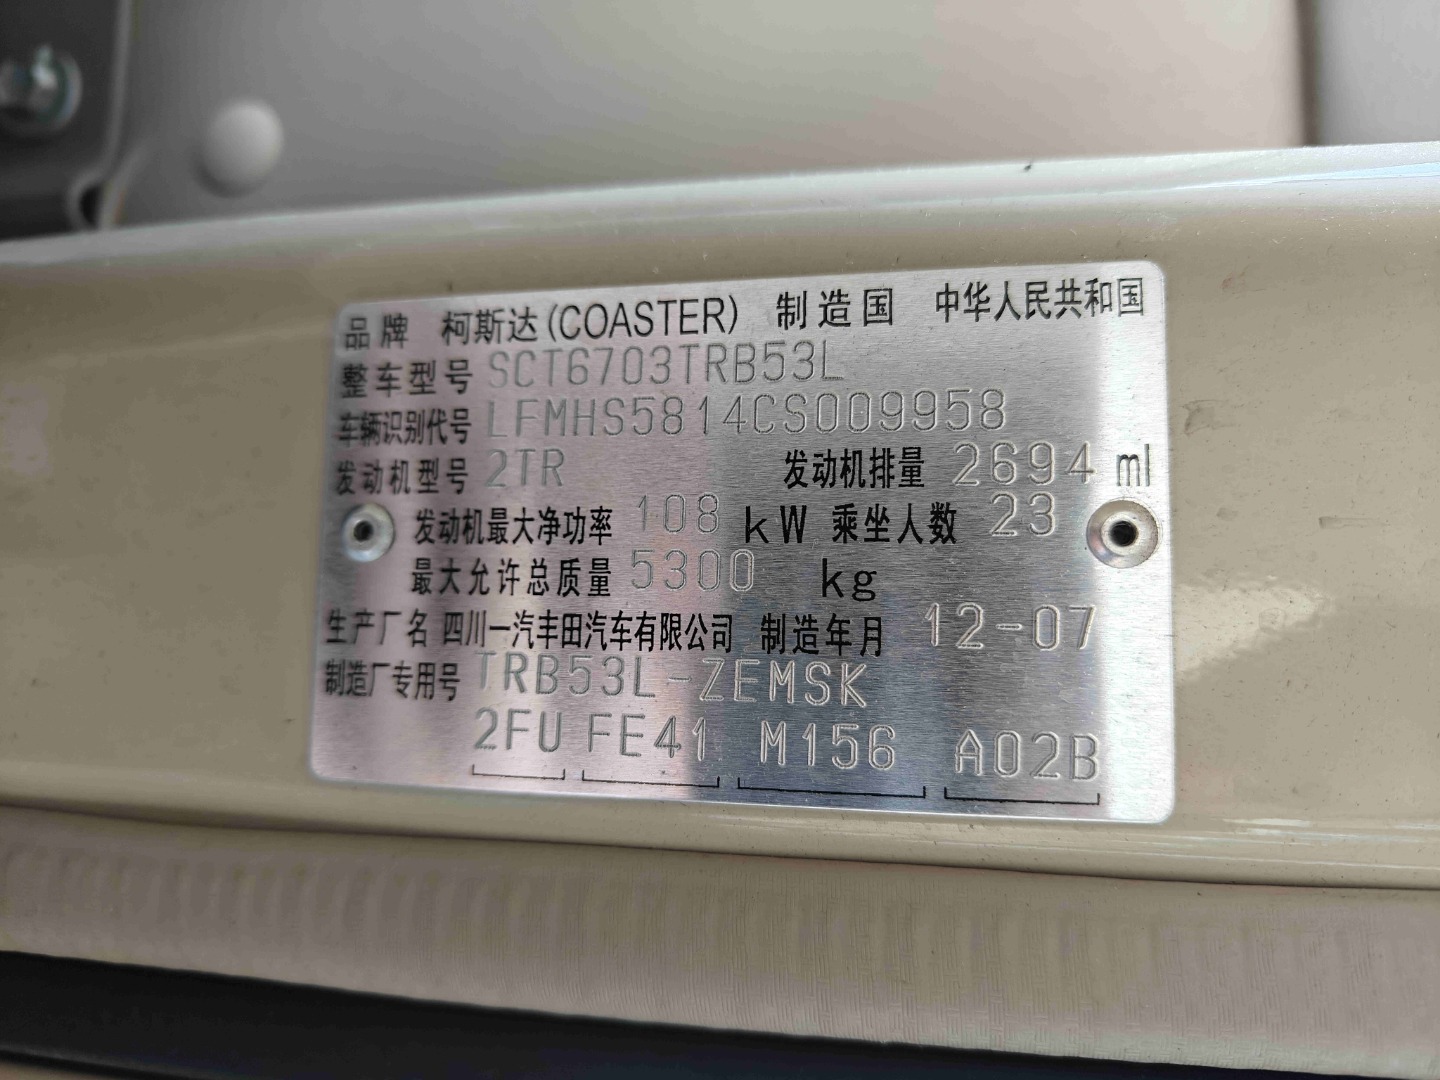 品牌 柯斯达(COASTER) 制造国 中华人民共和国
整车型号 SCT6703TRB53L
车辆识别代号 LFMHS5814CS009958
发动机型号 2TR 发动机排量 2694 ml
发动机最大净功率 108 kW 乘坐人数 23
最大允许总质量 5300 kg
生产厂名 四川一汽丰田汽车有限公司 制造年月 12-07
制造厂专用号 TRB53L-ZEMSK
2FU FE41 M156 A02B